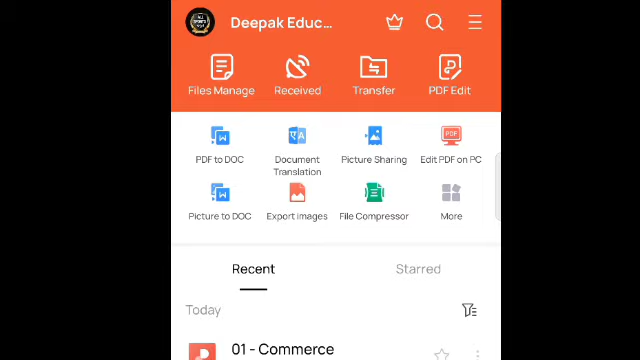 Deepak Educ...
Files Manage
Received
Transfer
PDF Edit
PDF to DOC
Document
Translation
Picture Sharing
Edit PDF on PC
Picture to DOC
Export images
File Compressor
More
Recent
Starred
Today
01 - Commerce